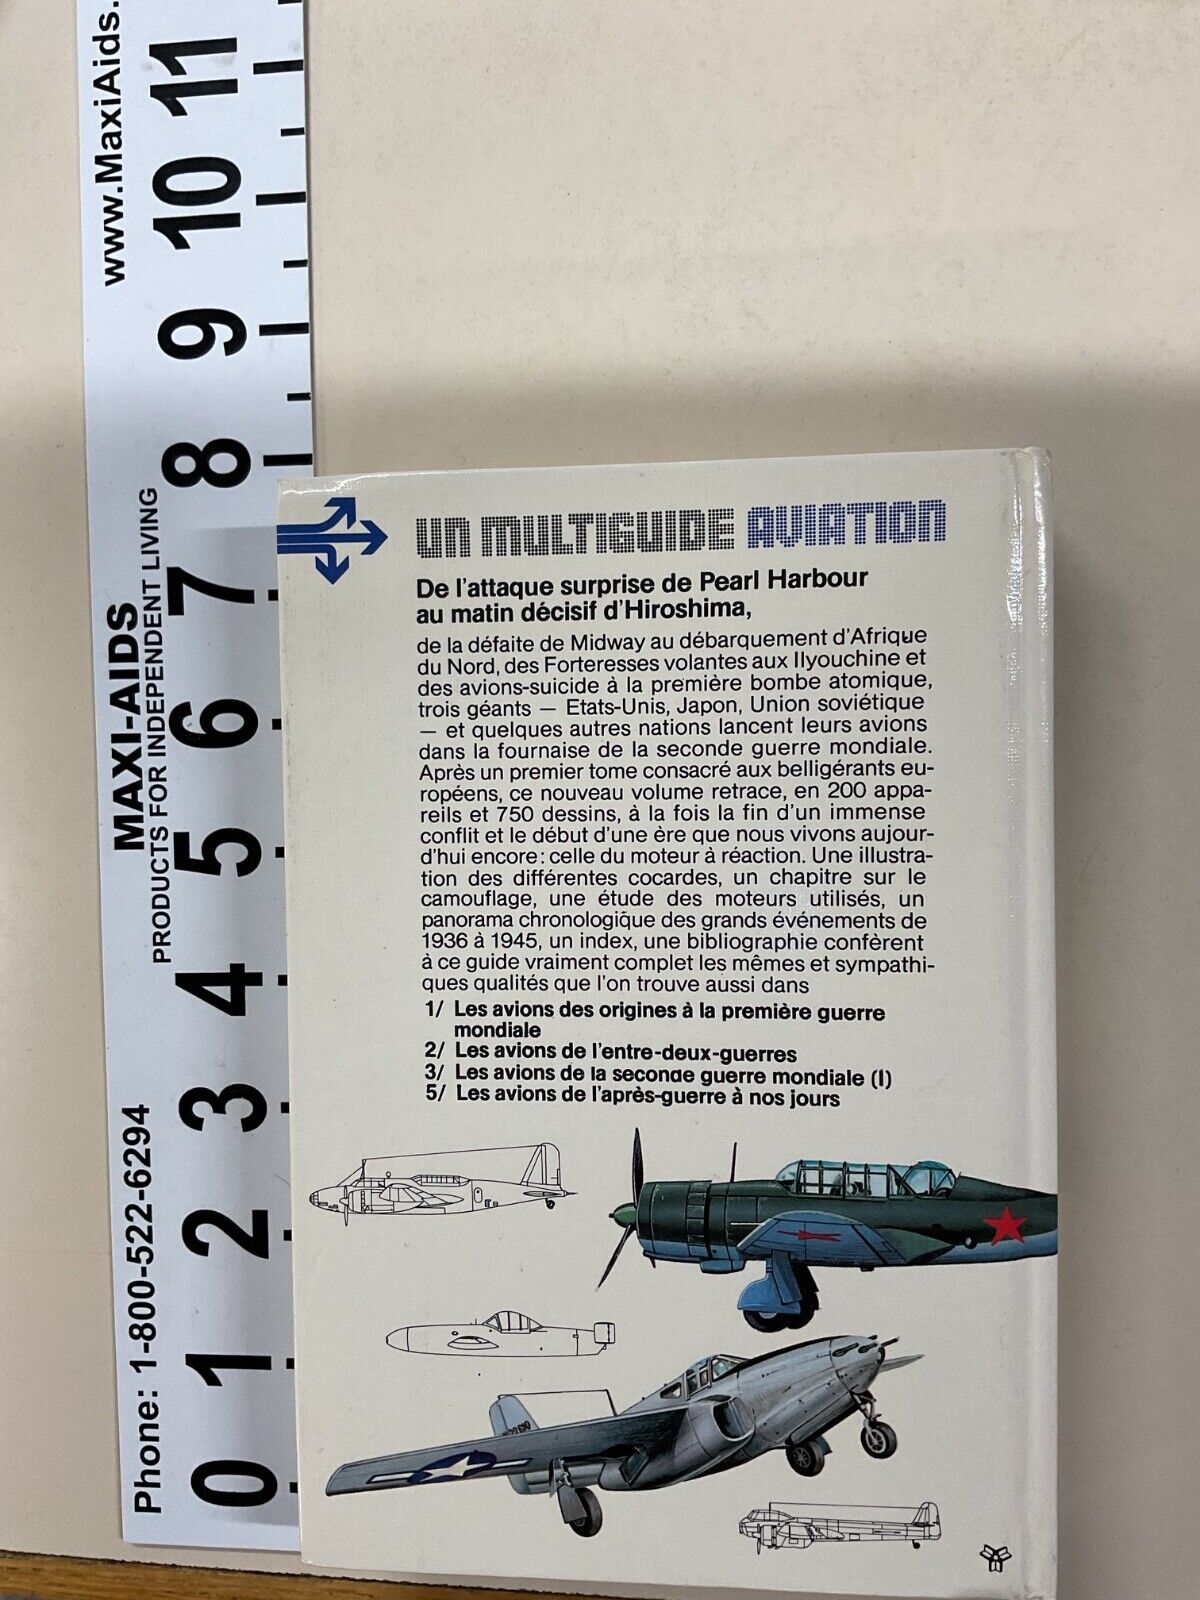 www.MaxiAids.
MAXI-AIDS
PRODUCTS FOR INDEPENDENT LIVING
Phone: 1-800-522-6294
11
10
9
8
7
6
5
4
3
2
1
0
UN MULTIGUIDE AVIATION
De l'attaque surprise de Pearl Harbour
au matin décisif d'Hiroshima,
de la défaite de Midway au débarquement d'Afrique
du Nord, des Forteresses volantes aux Ilyouchine et
des avions-suicide à la première bombe atomique,
trois géants — Etats-Unis, Japon, Union soviétique
— et quelques autres nations lancent leurs avions
dans la fournaise de la seconde guerre mondiale.
Après un premier tome consacré aux belligérants eu-
ropéens, ce nouveau volume retrace, en 200 appa-
reils et 750 dessins, à la fois la fin d'un immense
conflit et le début d'une ère que nous vivons aujour-
d'hui encore: celle du moteur à réaction. Une illustra-
tion des différentes cocardes, un chapitre sur le
camouflage, une étude des moteurs utilisés, un
panorama chronologique des grands événements de
1936 à 1945, un index, une bibliographie confèrent
à ce guide vraiment complet les mêmes et sympathi-
ques qualités que l'on trouve aussi dans
1/ Les avions des origines à la première guerre
mondiale
2/ Les avions de l'entre-deux-guerres
3/ Les avions de la seconde guerre mondiale (I)
5/ Les avions de l'après-guerre à nos jours